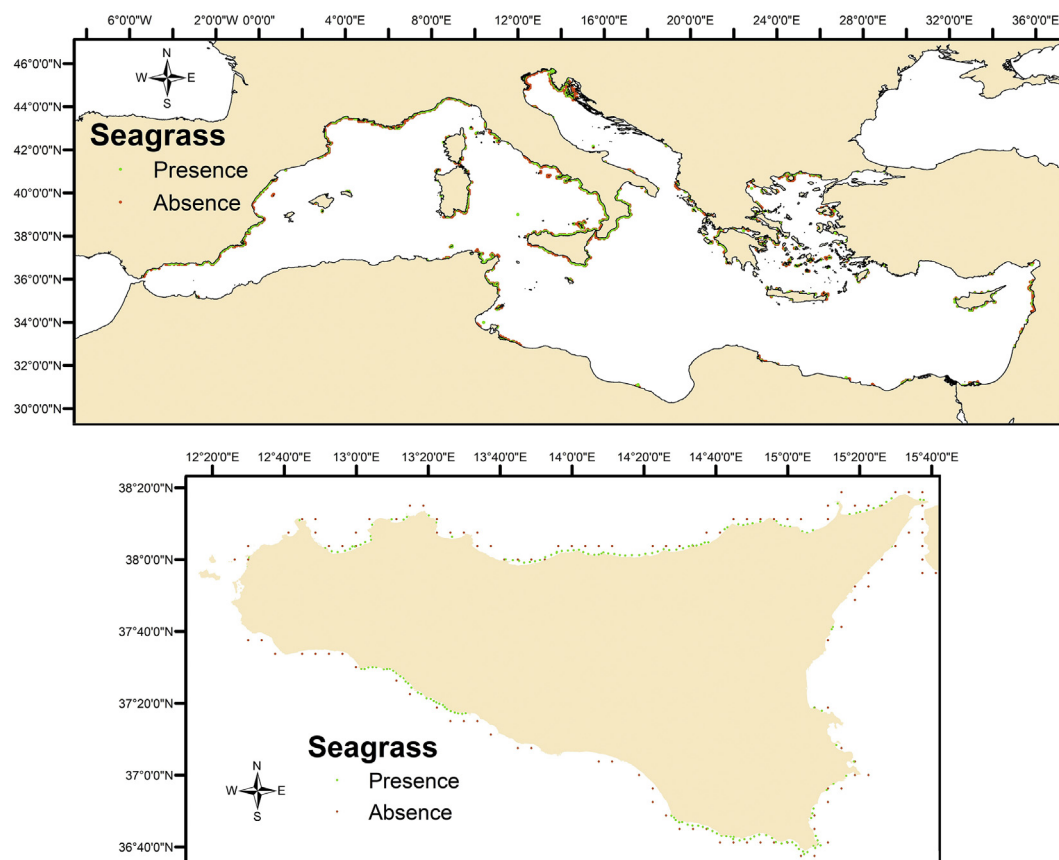 6°0'0"W 2°0'0"W 0°0'0" 4°0'0"E 8°0'0"E 12°0'0"E 16°0'0"E 20°0'0"E 24°0'0"E 28°0'0"E 32°0'0"E 36°0'0"E
46°0'0"N
N
W E
S
44°0'0"N
Seagrass
42°0'0"N
Presence
40°0'0"N
Absence
38°0'0"N
36°0'0"N
34°0'0"N
32°0'0"N
30°0'0"N
12°20'0"E 12°40'0"E 13°0'0"E 13°20'0"E 13°40'0"E 14°0'0"E 14°20'0"E 14°40'0"E 15°0'0"E 15°20'0"E 15°40'0"E
38°20'0"N
38°0'0"N
37°40'0"N
37°20'0"N
Seagrass
N
37°0'0"N
Presence
W E
Absence
S
36°40'0"N